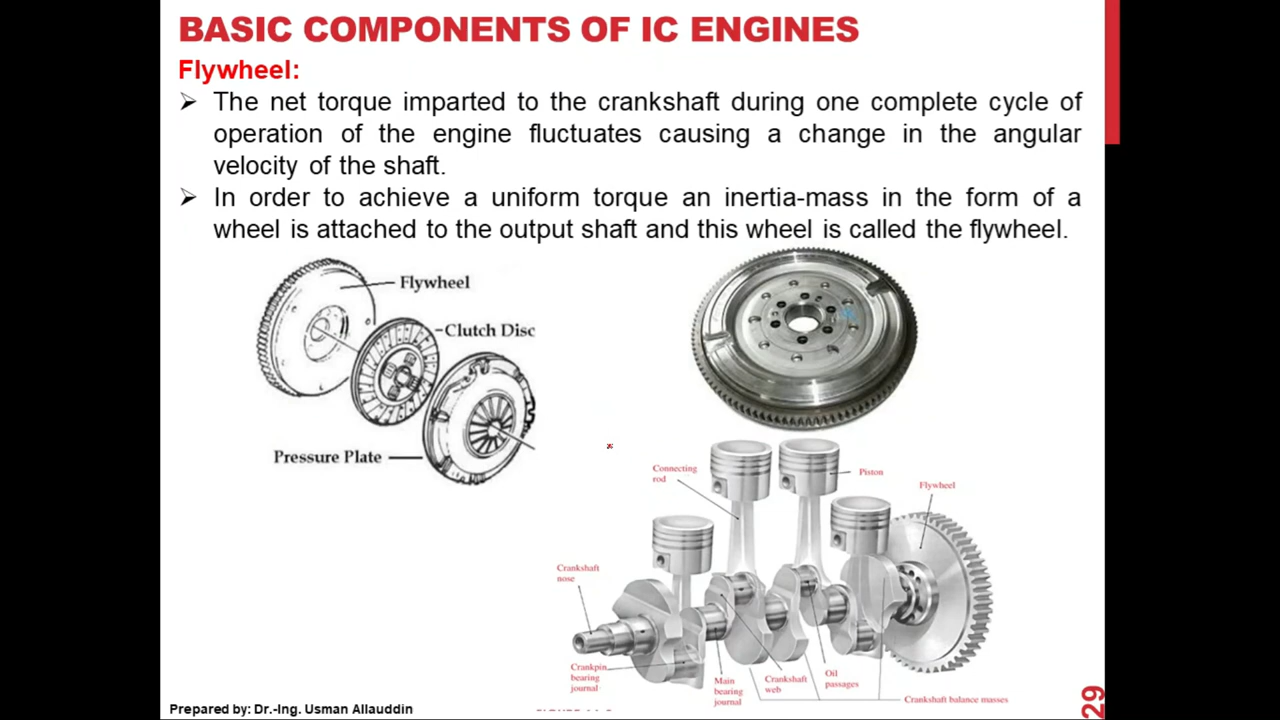 BASIC COMPONENTS OF IC ENGINES
Flywheel:
➢ The net torque imparted to the crankshaft during one complete cycle of
operation of the engine fluctuates causing a change in the angular
velocity of the shaft.
➢ In order to achieve a uniform torque an inertia-mass in the form of a
wheel is attached to the output shaft and this wheel is called the flywheel.
Flywheel
Clutch Disc
Pressure Plate
Connecting
rod
Piston
Flywheel
Crankshaft
nose
Crankpin
bearing
journal
Main
bearing
journal
Crankshaft
web
Oil
passages
Crankshaft balance masses
Prepared by: Dr.-Ing. Usman Allauddin
29